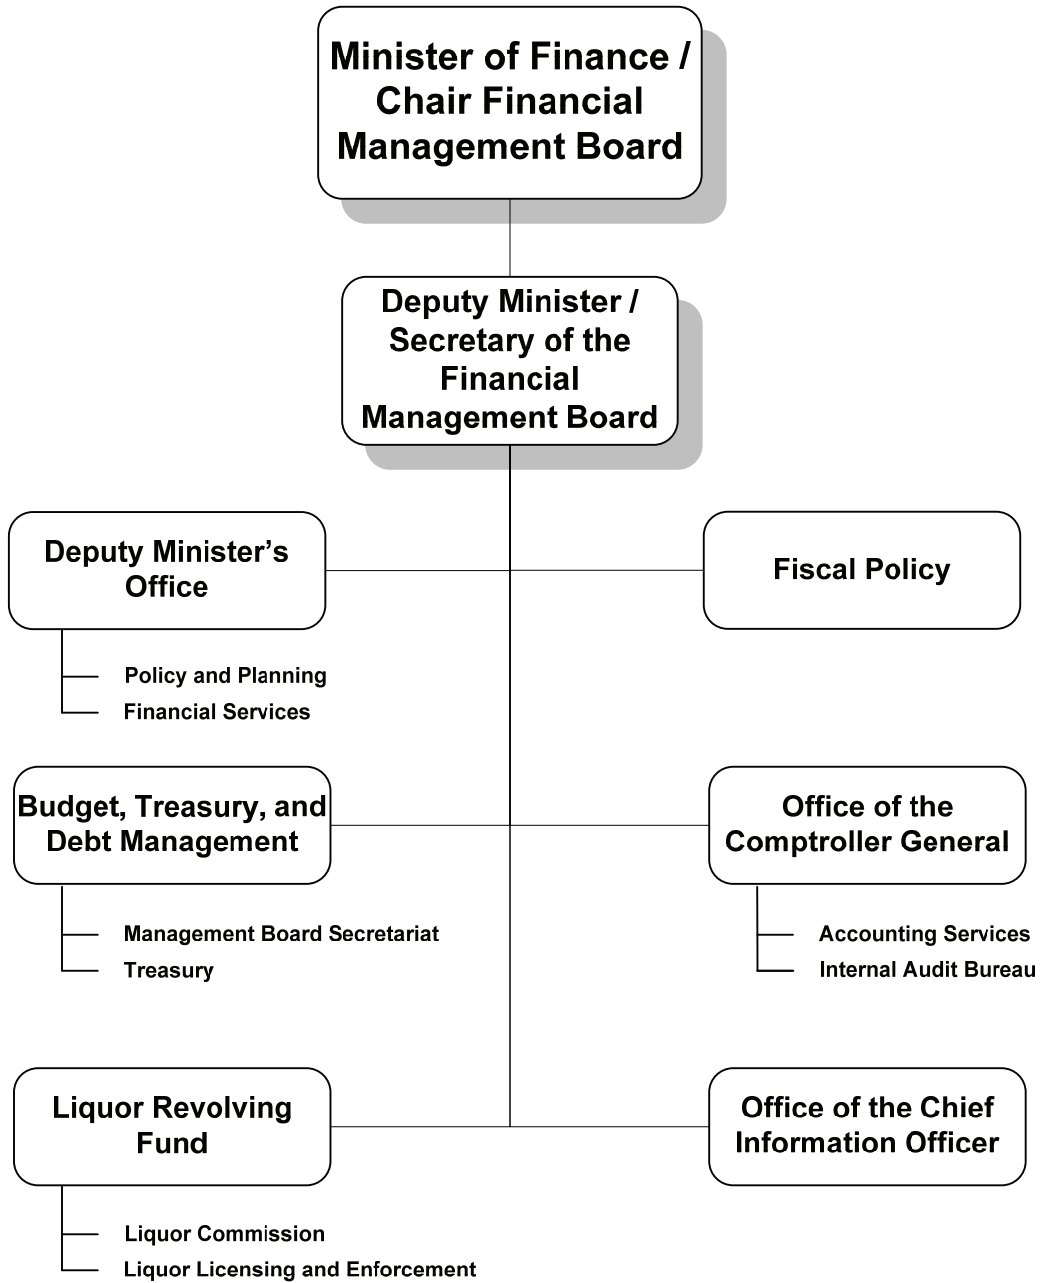 Minister of Finance /
Chair Financial
Management Board
Deputy Minister /
Secretary of the
Financial
Management Board
Deputy Minister’s
Office
Fiscal Policy
Policy and Planning
Financial Services
Budget, Treasury, and
Debt Management
Office of the
Comptroller General
Management Board Secretariat
Treasury
Accounting Services
Internal Audit Bureau
Liquor Revolving
Fund
Office of the Chief
Information Officer
Liquor Commission
Liquor Licensing and Enforcement